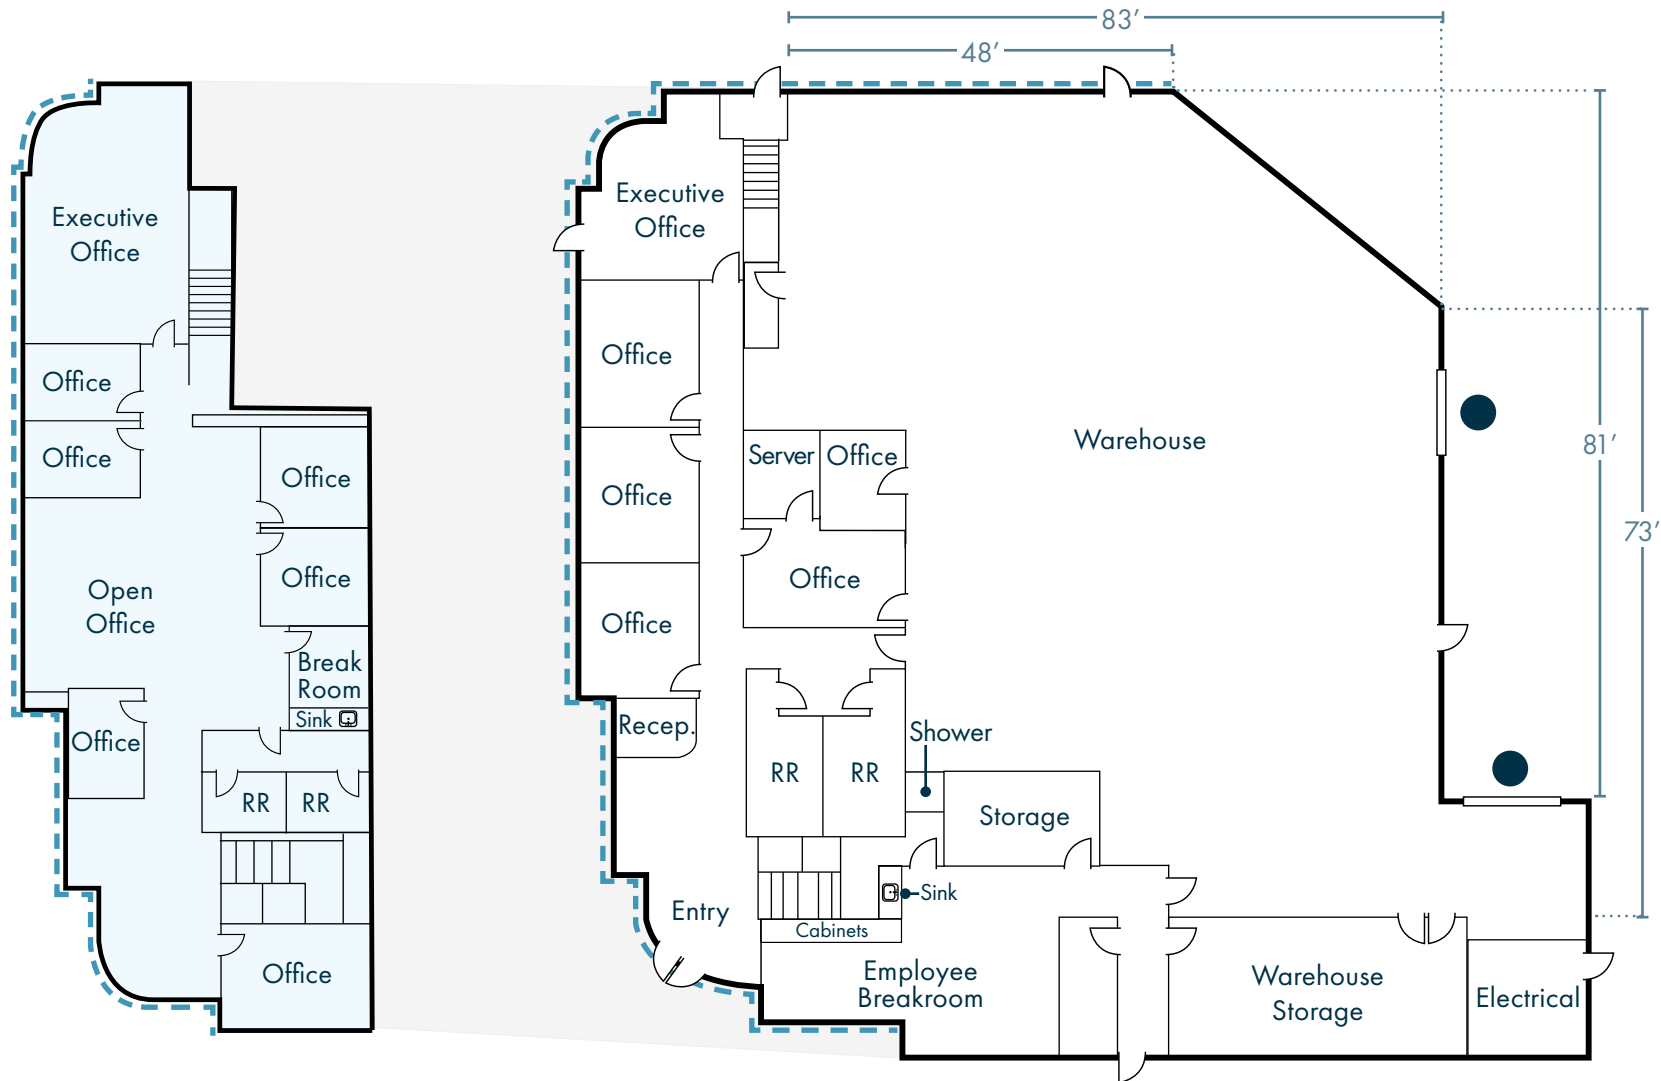 83′
48′
Executive
Office
Office
Office
Office
Office
Open
Office
Break
Room
Sink
Office
RR
RR
Office
Executive
Office
Office
Office
Office
Server
Office
Office
Recep.
RR
RR
Shower
Storage
Sink
Cabinets
Entry
Employee
Breakroom
Warehouse
Warehouse
Storage
Electrical
81′
73′